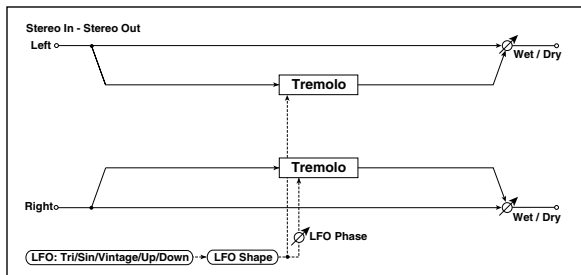 Stereo In - Stereo Out
Left
Wet / Dry
Tremolo
Tremolo
Right
Wet / Dry
LFO Phase
LFO: Tri/Sin/Vintage/Up/Down
LFO Shape